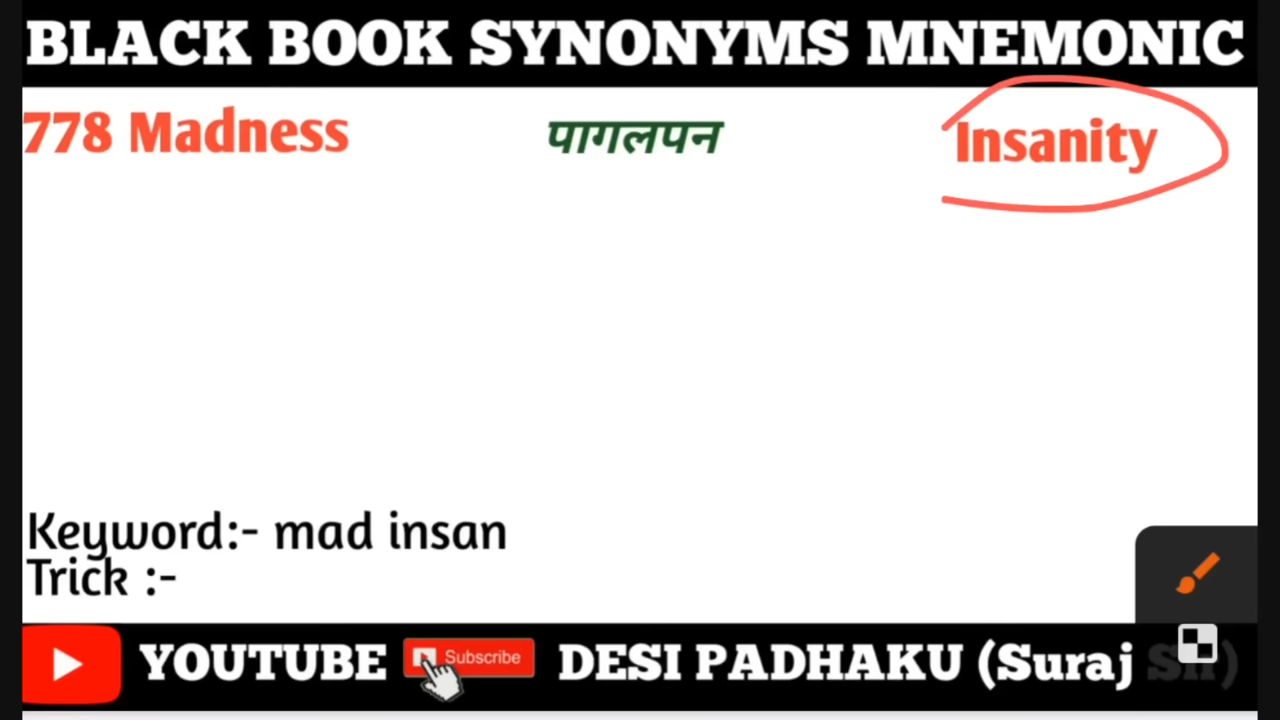 BLACK BOOK SYNONYMS MNEMONIC
778 Madness पागलपन Insanity
Keyword:- mad insan
Trick :-
YOUTUBE Subscribe DESI PADHAKU (Suraj